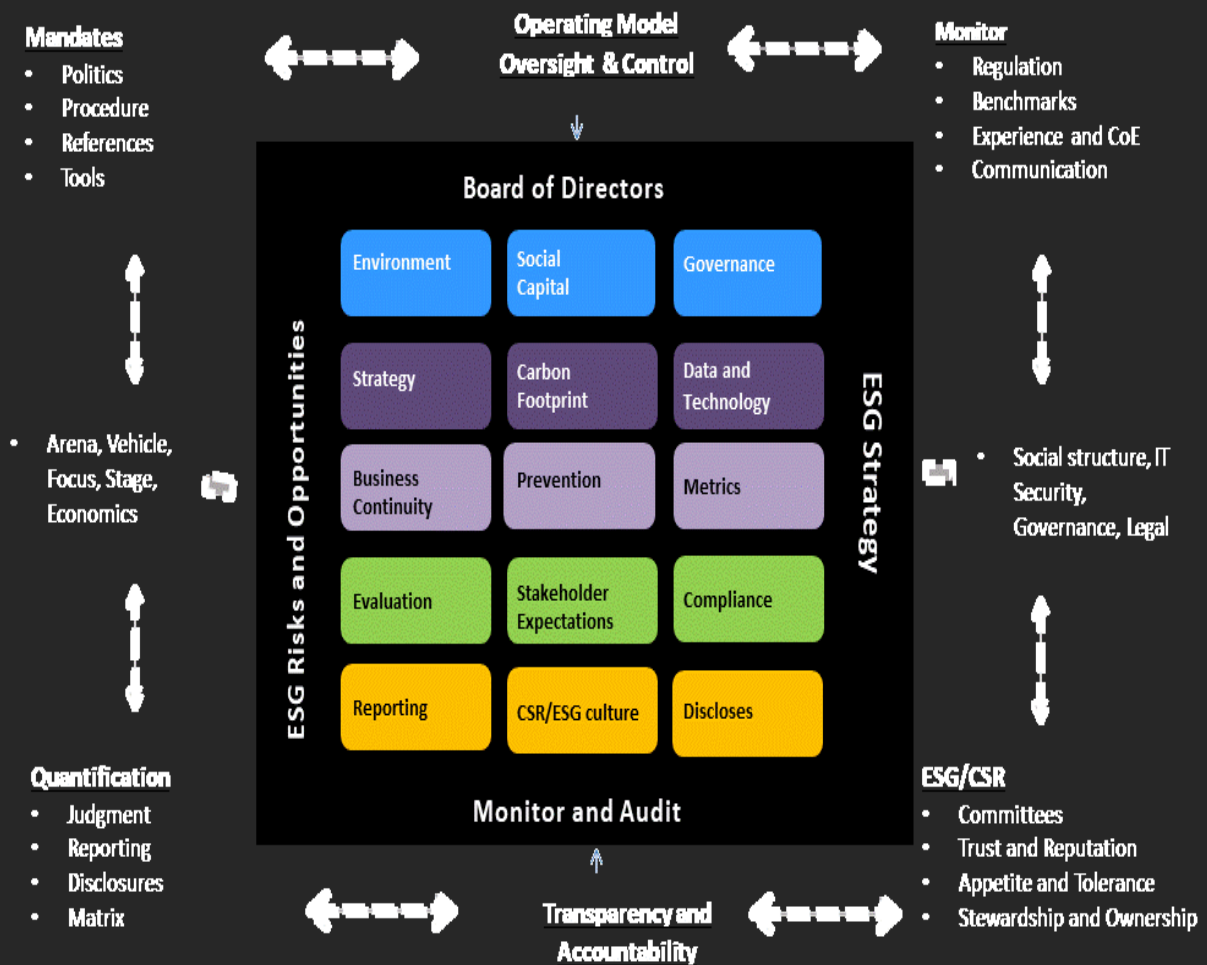 Mandates
• Politics
• Procedure
• References
• Tools
Operating Model
Oversight & Control
Monitor
• Regulation
• Benchmarks
• Experience and CoE
• Communication
Board of Directors
Environment
Social
Capital
Governance
Strategy
Carbon
Footprint
Data and
Technology
Business
Continuity
Prevention
Metrics
Evaluation
Stakeholder
Expectations
Compliance
Reporting
CSR/ESG culture
Discloses
Monitor and Audit
ESG Risks and Opportunities
ESG Strategy
• Arena, Vehicle,
Focus, Stage,
Economics
• Social structure, IT
Security,
Governance, Legal
Quantification
• Judgment
• Reporting
• Disclosures
• Matrix
Transparency and
Accountability
ESG/CSR
• Committees
• Trust and Reputation
• Appetite and Tolerance
• Stewardship and Ownership